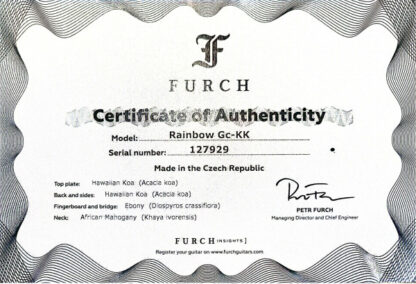 F
FURCH
Certificate of Authenticity
Model: Rainbow Gc-KK
Serial number: 127929
Made in the Czech Republic
Top plate: Hawaiian Koa (Acacia koa)
Back and sides: Hawaiian Koa (Acacia koa)
Fingerboard and bridge: Ebony (Diospyros crassiflora)
Neck: African Mahogany (Khaya ivorensis)
PETR FURCH
Managing Director and Chief Engineer
FURCH INSIGHTS]
Register your guitar on www.furchguitars.com